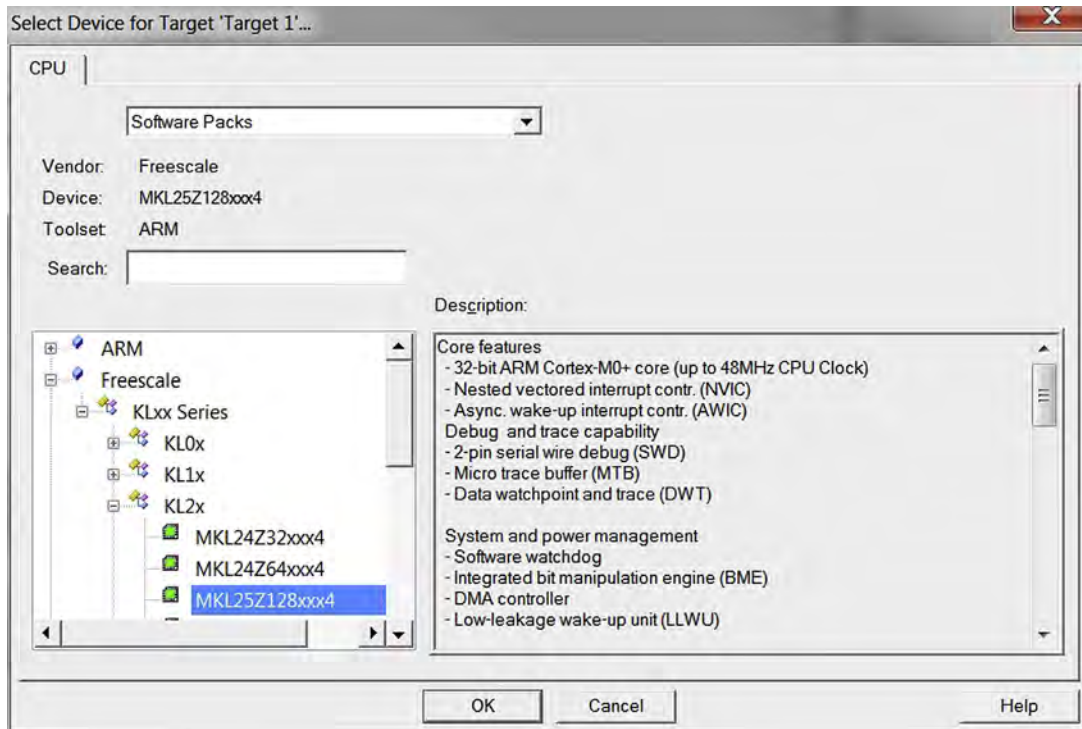 Select Device for Target 'Target 1'...
CPU
Software Packs
Vendor: Freescale
Device: MKL25Z128xxx4
Toolset: ARM
Search:
Description:
ARM
Freescale
KLxx Series
KL0x
KL1x
KL2x
MKL24Z32xxx4
MKL24Z64xxx4
MKL25Z128xxx4
Core features
- 32-bit ARM Cortex-M0+ core (up to 48MHz CPU Clock)
- Nested vectored interrupt contr. (NVIC)
- Async. wake-up interrupt contr. (AWIC)
Debug and trace capability
- 2-pin serial wire debug (SWD)
- Micro trace buffer (MTB)
- Data watchpoint and trace (DWT)
System and power management
- Software watchdog
- Integrated bit manipulation engine (BME)
- DMA controller
- Low-leakage wake-up unit (LLWU)
OK
Cancel
Help